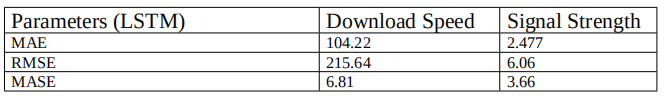 Parameters (LSTM) Download Speed Signal Strength
MAE 104.22 2.477
RMSE 215.64 6.06
MASE 6.81 3.66